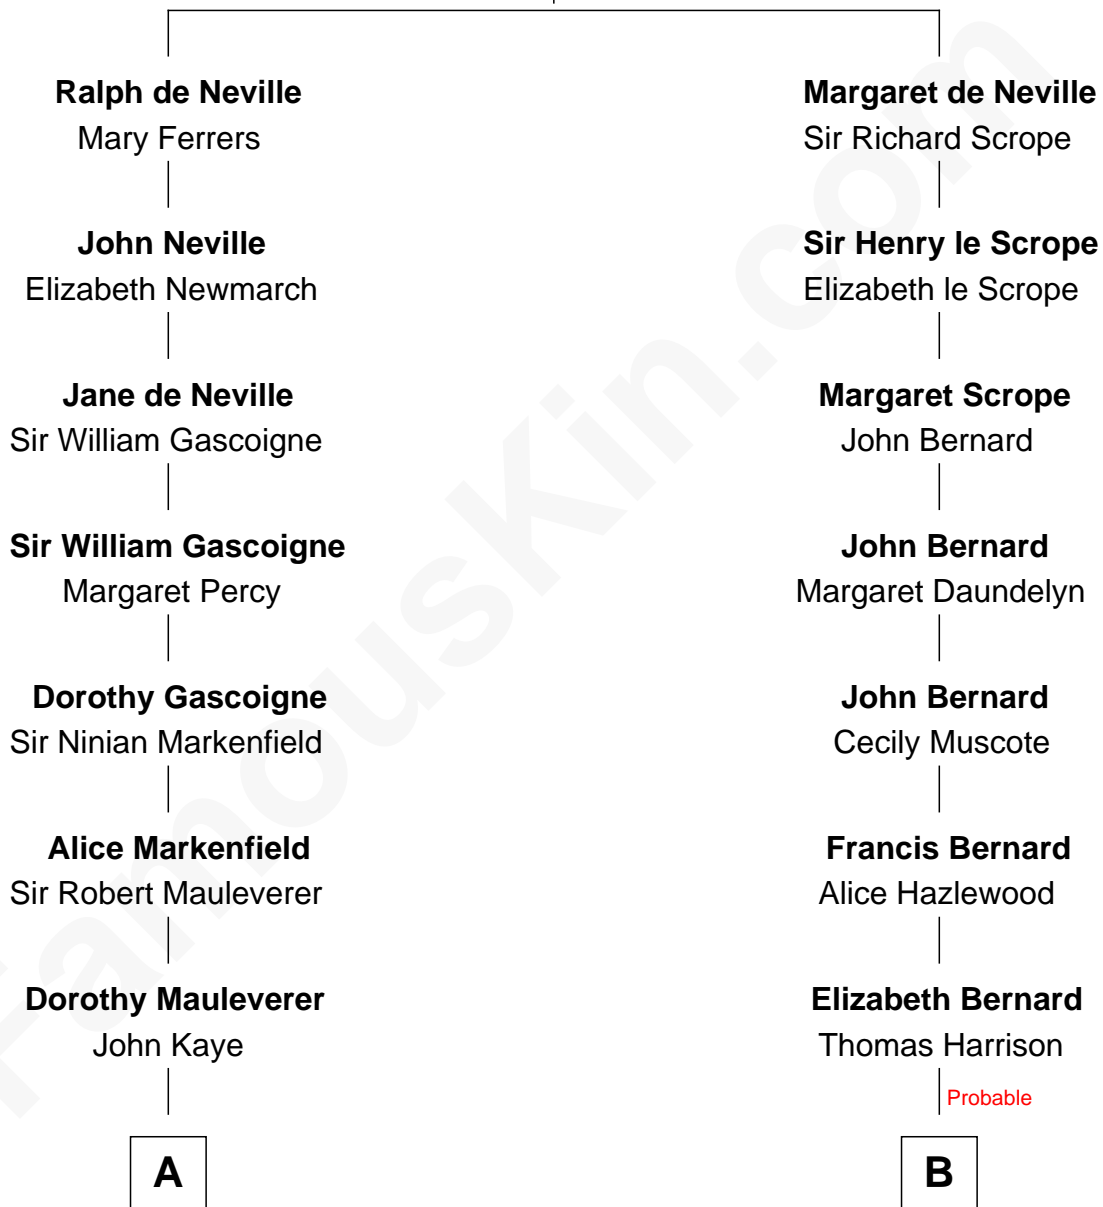 Ralph de Neville
Mary Ferrers
John Neville
Elizabeth Newmarch
Jane de Neville
Sir William Gascoigne
Sir William Gascoigne
Margaret Percy
Dorothy Gascoigne
Sir Ninian Markenfield
Alice Markenfield
Sir Robert Mauleverer
Dorothy Mauleverer
John Kaye
A
Margaret de Neville
Sir Richard Scrope
Sir Henry le Scrope
Elizabeth le Scrope
Margaret Scrope
John Bernard
John Bernard
Margaret Daundelyn
John Bernard
Cecily Muscote
Francis Bernard
Alice Hazlewood
Elizabeth Bernard
Thomas Harrison
Probable
B
FamousKin.com